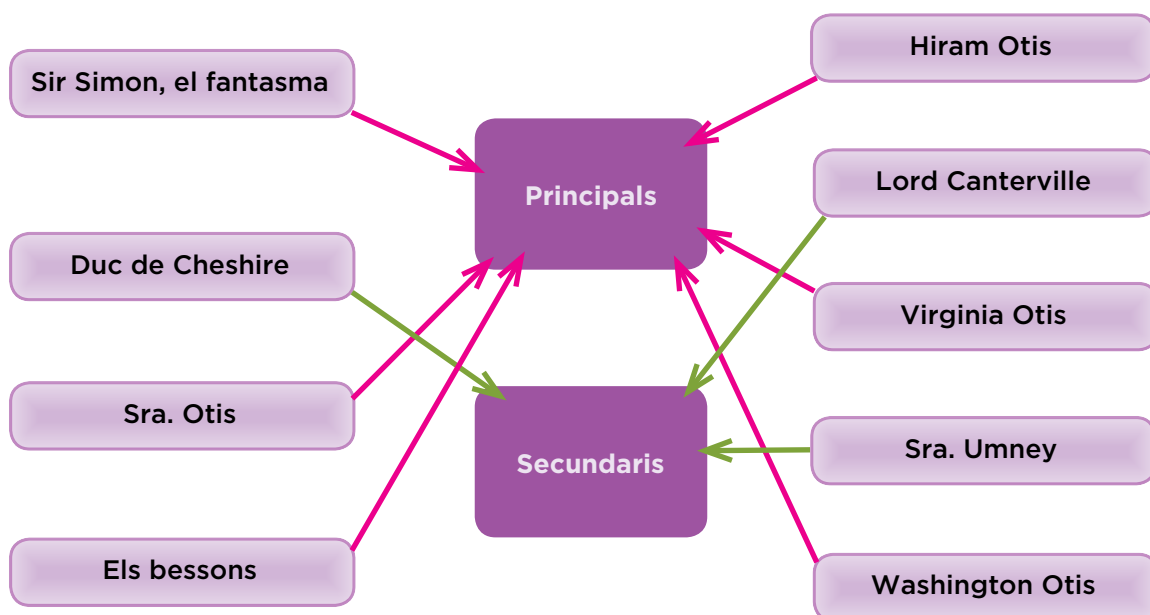 Sir Simon, el fantasma
Duc de Cheshire
Sra. Otis
Els bessons
Principals
Secundaris
Hiram Otis
Lord Canterville
Virginia Otis
Sra. Umney
Washington Otis